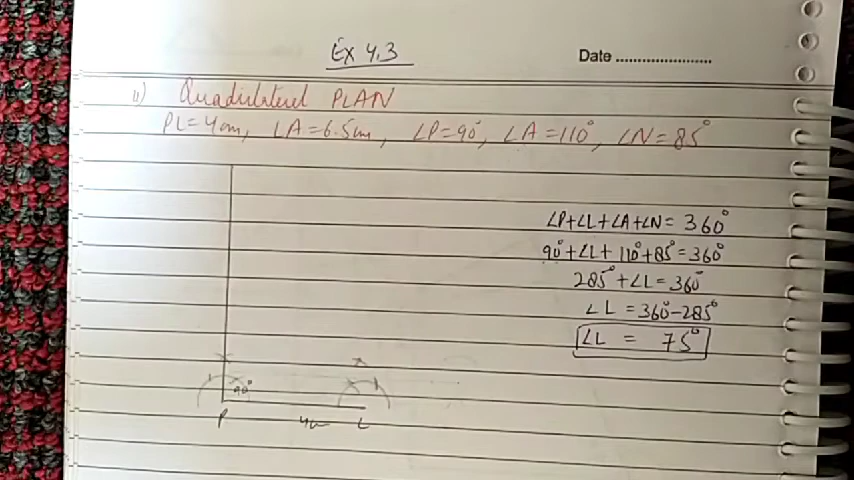 Ex 4.3
Date ........................
ii) Quadrilateral PLAN
PL=4cm, LA=6.5cm, ∠P=90°, ∠A=110°, ∠N=85°
∠P+∠L+∠A+∠N=360°
90°+∠L+110°+85°=360°
285°+∠L=360°
∠L=360°-285°
∠L = 75°
90°
P 4cm L